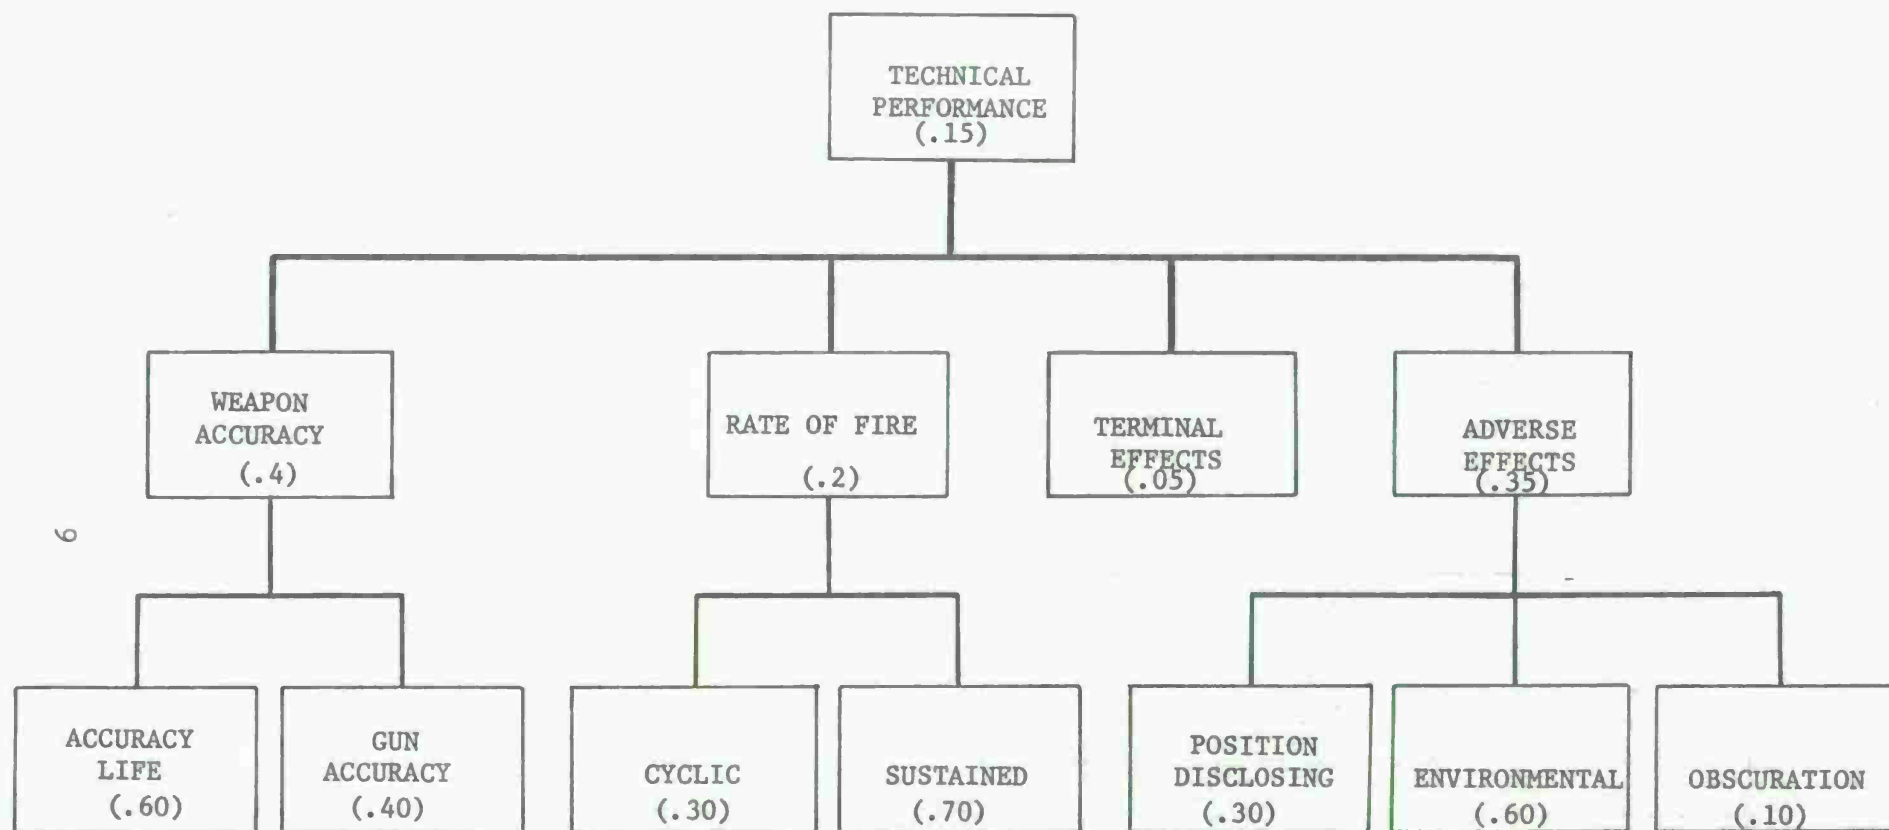 TECHNICAL
PERFORMANCE
(.15)
WEAPON
ACCURACY
(.4)
RATE OF FIRE
(.2)
TERMINAL
EFFECTS
(.05)
ADVERSE
EFFECTS
(.35)
9
ACCURACY
LIFE
(.60)
GUN
ACCURACY
(.40)
CYCLIC
(.30)
SUSTAINED
(.70)
POSITION
DISCLOSING
(.30)
ENVIRONMENTAL
(.60)
OBSCURATION
(.10)